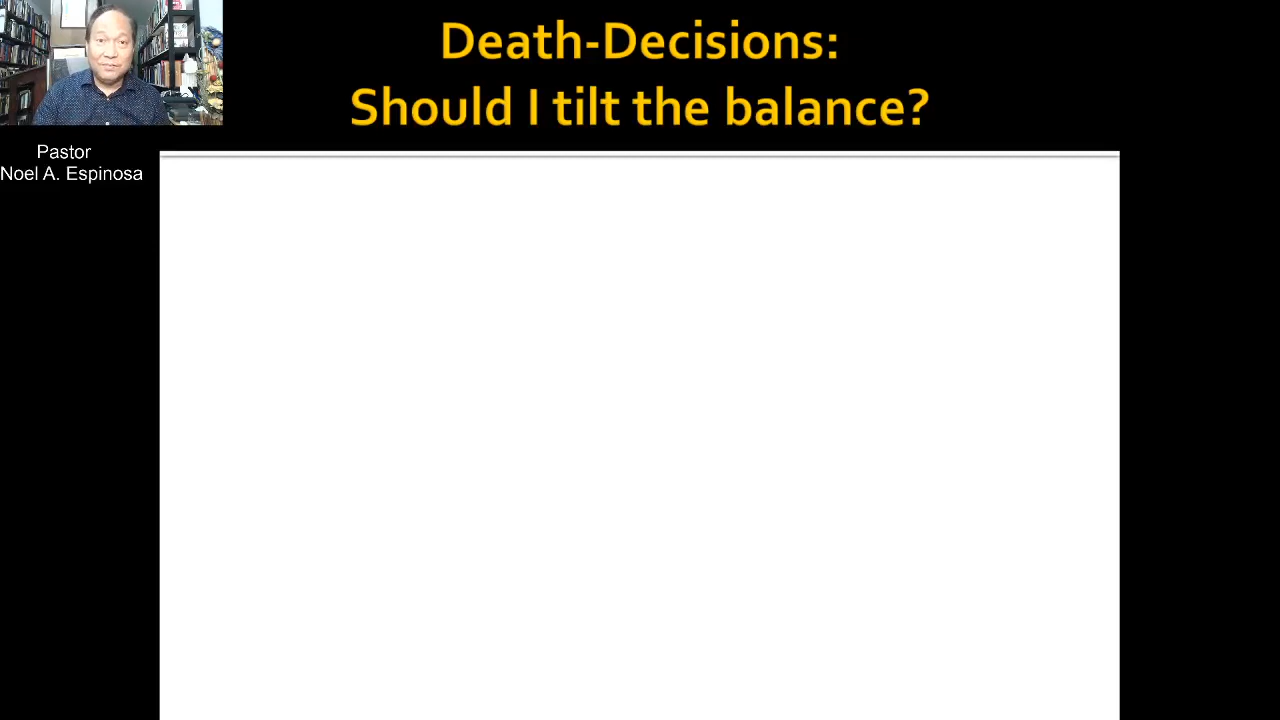 Death-Decisions:
Should I tilt the balance?
Pastor
Noel A. Espinosa